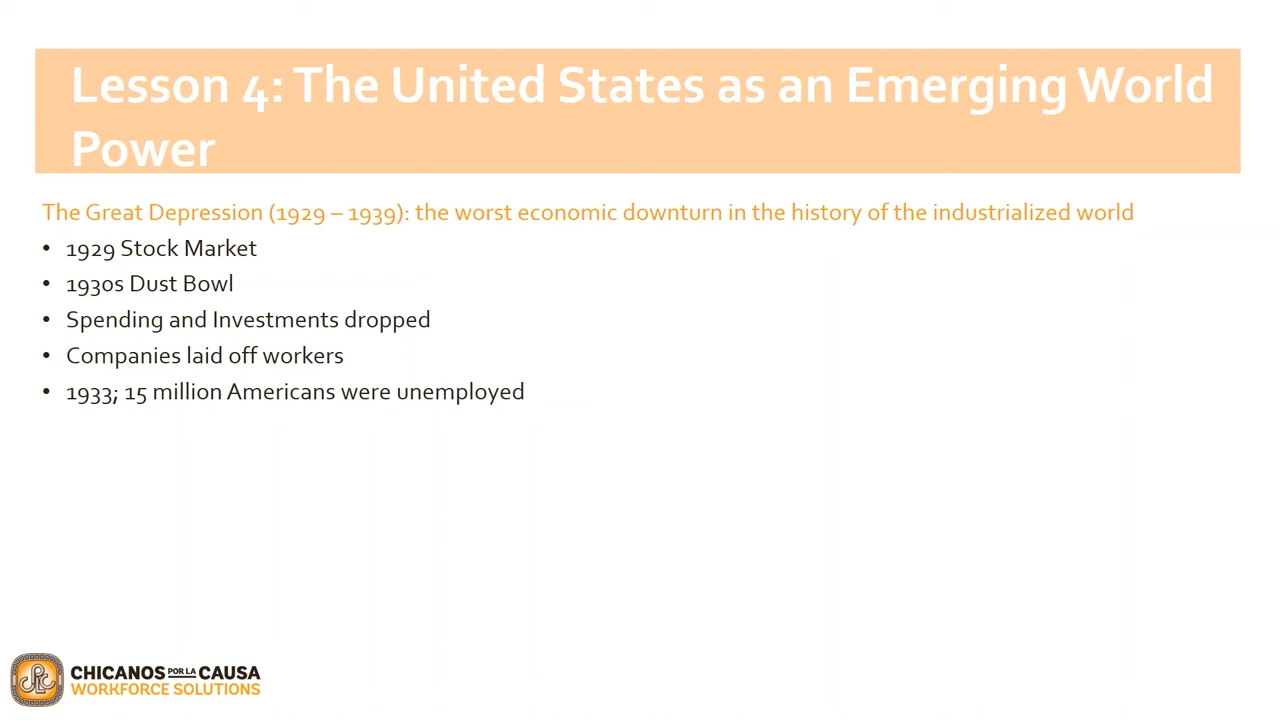 Lesson 4: The United States as an Emerging World
Power
The Great Depression (1929 – 1939): the worst economic downturn in the history of the industrialized world
• 1929 Stock Market
• 1930s Dust Bowl
• Spending and Investments dropped
• Companies laid off workers
• 1933; 15 million Americans were unemployed
CPLC
CHICANOS POR LA CAUSA
WORKFORCE SOLUTIONS